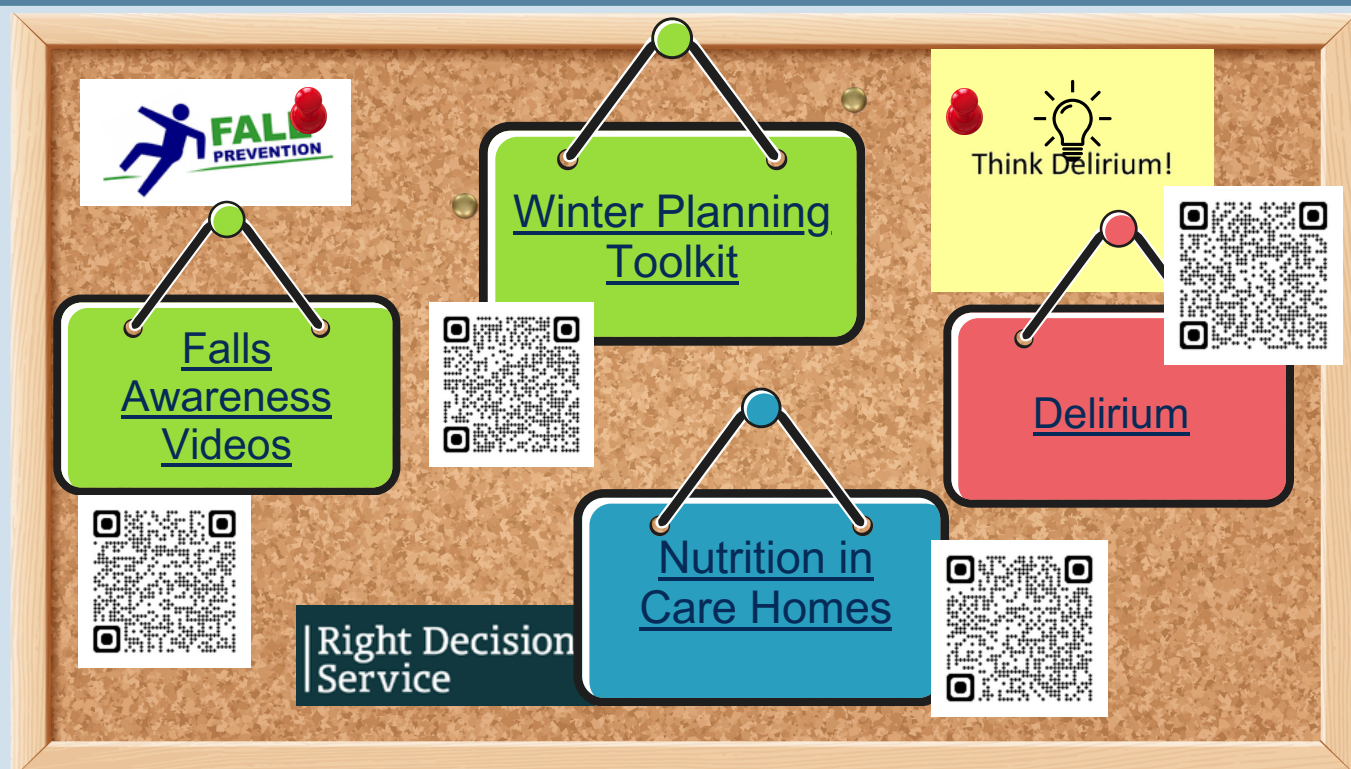 FALL
PREVENTION
Think Delirium!
Winter Planning
Toolkit
Falls
Awareness
Videos
Delirium
Nutrition in
Care Homes
Right Decision
Service